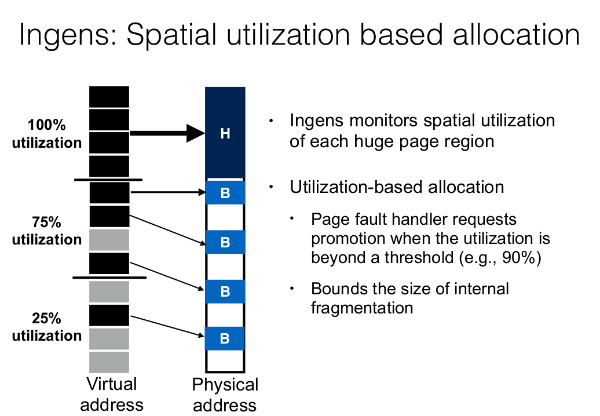 Ingens: Spatial utilization based allocation
100%
utilization
75%
utilization
25%
utilization
H
B
B
B
B
Virtual
address
Physical
address
• Ingens monitors spatial utilization
of each huge page region
• Utilization-based allocation
• Page fault handler requests
promotion when the utilization is
beyond a threshold (e.g., 90%)
• Bounds the size of internal
fragmentation